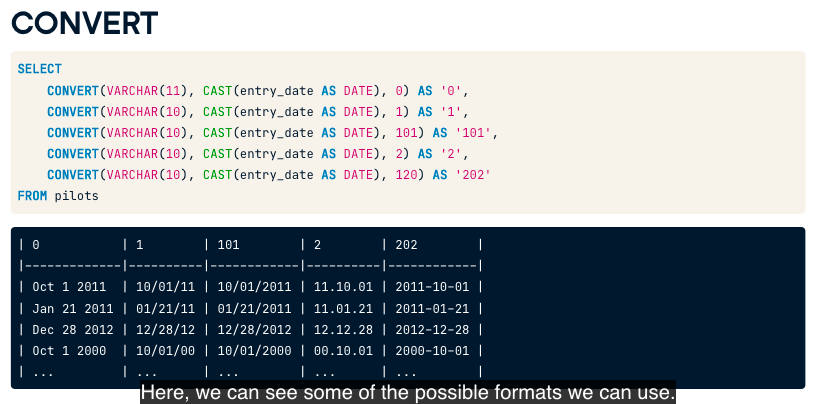 CONVERT
SELECT
CONVERT(VARCHAR(11), CAST(entry_date AS DATE), 0) AS '0',
CONVERT(VARCHAR(10), CAST(entry_date AS DATE), 1) AS '1',
CONVERT(VARCHAR(10), CAST(entry_date AS DATE), 101) AS '101',
CONVERT(VARCHAR(10), CAST(entry_date AS DATE), 2) AS '2',
CONVERT(VARCHAR(10), CAST(entry_date AS DATE), 120) AS '202'
FROM pilots
| 0 | 1 | 101 | 2 | 202 |
|-------------|----------|------------|----------|------------|
| Oct 1 2011 | 10/01/11 | 10/01/2011 | 11.10.01 | 2011-10-01 |
| Jan 21 2011 | 01/21/11 | 01/21/2011 | 11.01.21 | 2011-01-21 |
| Dec 28 2012 | 12/28/12 | 12/28/2012 | 12.12.28 | 2012-12-28 |
| Oct 1 2000 | 10/01/00 | 10/01/2000 | 00.10.01 | 2000-10-01 |
| ... | ... | ... | ... | ... |
Here, we can see some of the possible formats we can use.